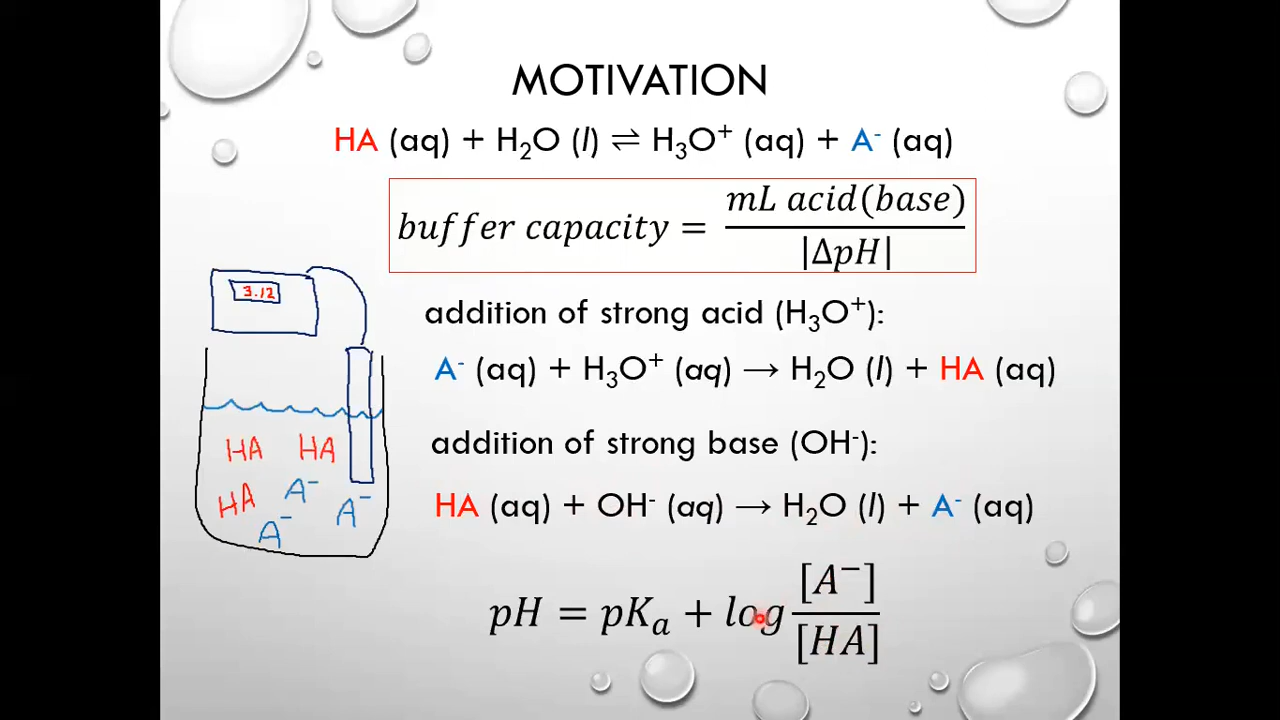 MOTIVATION
HA (aq) + H₂O (l) ⇌ H₃O⁺ (aq) + A⁻ (aq)
buffer capacity = mL acid(base) / |ΔpH|
3.12
addition of strong acid (H₃O⁺):
A⁻ (aq) + H₃O⁺ (aq) → H₂O (l) + HA (aq)
addition of strong base (OH⁻):
HA HA
HA A⁻ A⁻
A⁻
HA (aq) + OH⁻ (aq) → H₂O (l) + A⁻ (aq)
pH = pKₐ + log [A⁻] / [HA]